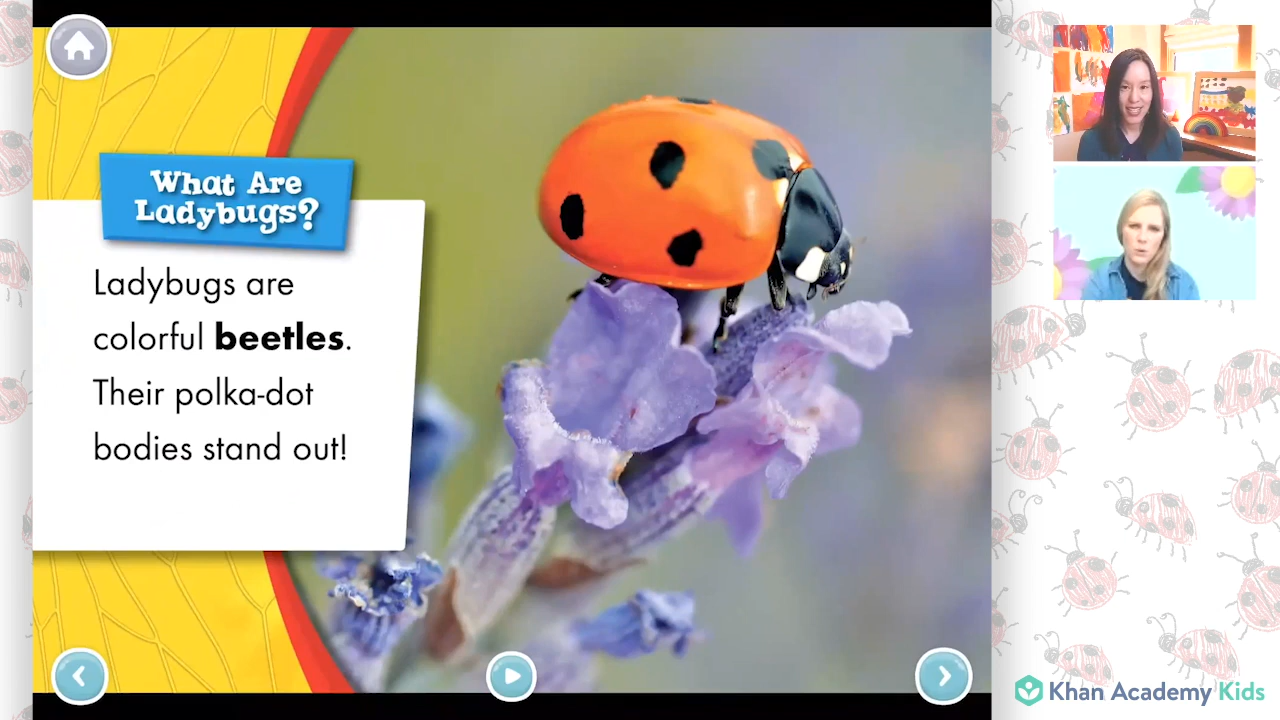 What Are
Ladybugs?
Ladybugs are
colorful beetles.
Their polka-dot
bodies stand out!
Khan Academy Kids